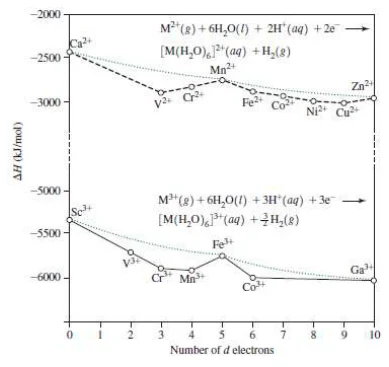 −2000
M²⁺(g) + 6H₂O(l) + 2H⁺(aq) + 2e⁻ ⟶
[M(H₂O)₆]²⁺(aq) + H₂(g)
Ca²⁺
−2500
Mn²⁺
Zn²⁺
V²⁺ Cr²⁺ Fe²⁺ Co²⁺ Ni²⁺ Cu²⁺
−3000
ΔH (kJ/mol)
−5000
M³⁺(g) + 6H₂O(l) + 3H⁺(aq) + 3e⁻ ⟶
[M(H₂O)₆]³⁺(aq) + 3/2 H₂(g)
Sc³⁺
−5500
Fe³⁺
V³⁺ Cr³⁺ Mn³⁺ Co³⁺ Ga³⁺
−6000
0 1 2 3 4 5 6 7 8 9 10
Number of d electrons